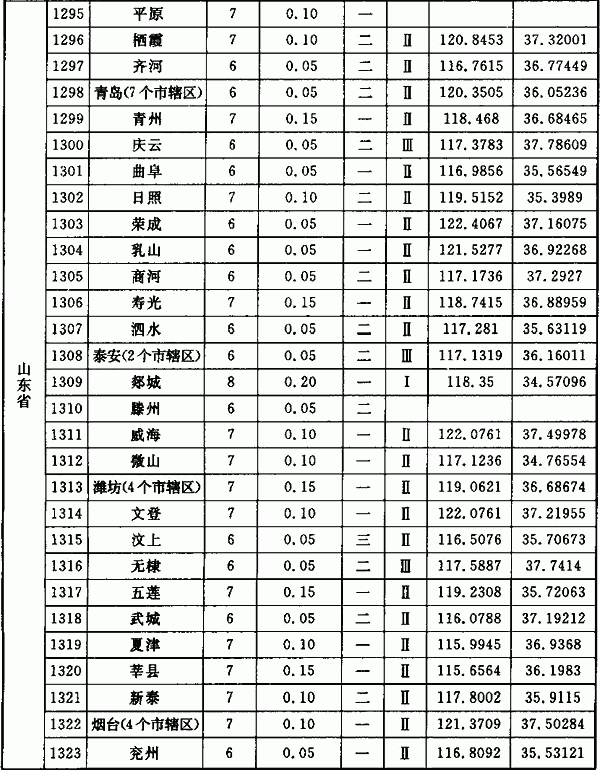 山东省
1295 平原 7 0.10 一
1296 栖霞 7 0.10 二 Ⅱ 120.8453 37.32001
1297 齐河 6 0.05 二 Ⅱ 116.7615 36.77449
1298 青岛(7个市辖区) 6 0.05 二 Ⅱ 120.3505 36.05236
1299 青州 7 0.15 一 Ⅱ 118.468 36.68465
1300 庆云 6 0.05 二 Ⅲ 117.3783 37.78609
1301 曲阜 6 0.05 一 Ⅱ 116.9856 35.56549
1302 日照 7 0.10 二 Ⅱ 119.5152 35.3989
1303 荣成 6 0.05 一 Ⅱ 122.4067 37.16075
1304 乳山 6 0.05 一 Ⅱ 121.5277 36.92268
1305 商河 6 0.05 二 Ⅱ 117.1736 37.2927
1306 寿光 7 0.15 一 Ⅱ 118.7415 36.88959
1307 泗水 6 0.05 二 Ⅱ 117.281 35.63119
1308 泰安(2个市辖区) 6 0.05 二 Ⅲ 117.1319 36.16011
1309 郯城 8 0.20 一 Ⅰ 118.35 34.57096
1310 滕州 6 0.05 二
1311 威海 7 0.10 一 Ⅱ 122.0761 37.49978
1312 微山 7 0.10 一 Ⅱ 117.1236 34.76554
1313 潍坊(4个市辖区) 7 0.15 一 Ⅱ 119.0621 36.68674
1314 文登 7 0.10 一 Ⅱ 122.0761 37.21955
1315 汶上 6 0.05 三 Ⅱ 116.5076 35.70673
1316 无棣 6 0.05 二 Ⅲ 117.5887 37.7414
1317 五莲 7 0.15 一 Ⅱ 119.2308 35.72063
1318 武城 6 0.05 二 Ⅱ 116.0788 37.19212
1319 夏津 7 0.10 一 Ⅱ 115.9945 36.9368
1320 莘县 7 0.15 一 Ⅱ 115.6564 36.1983
1321 新泰 7 0.10 二 Ⅱ 117.8002 35.9115
1322 烟台(4个市辖区) 7 0.10 一 Ⅱ 121.3709 37.50284
1323 兖州 6 0.05 一 Ⅱ 116.8092 35.53121